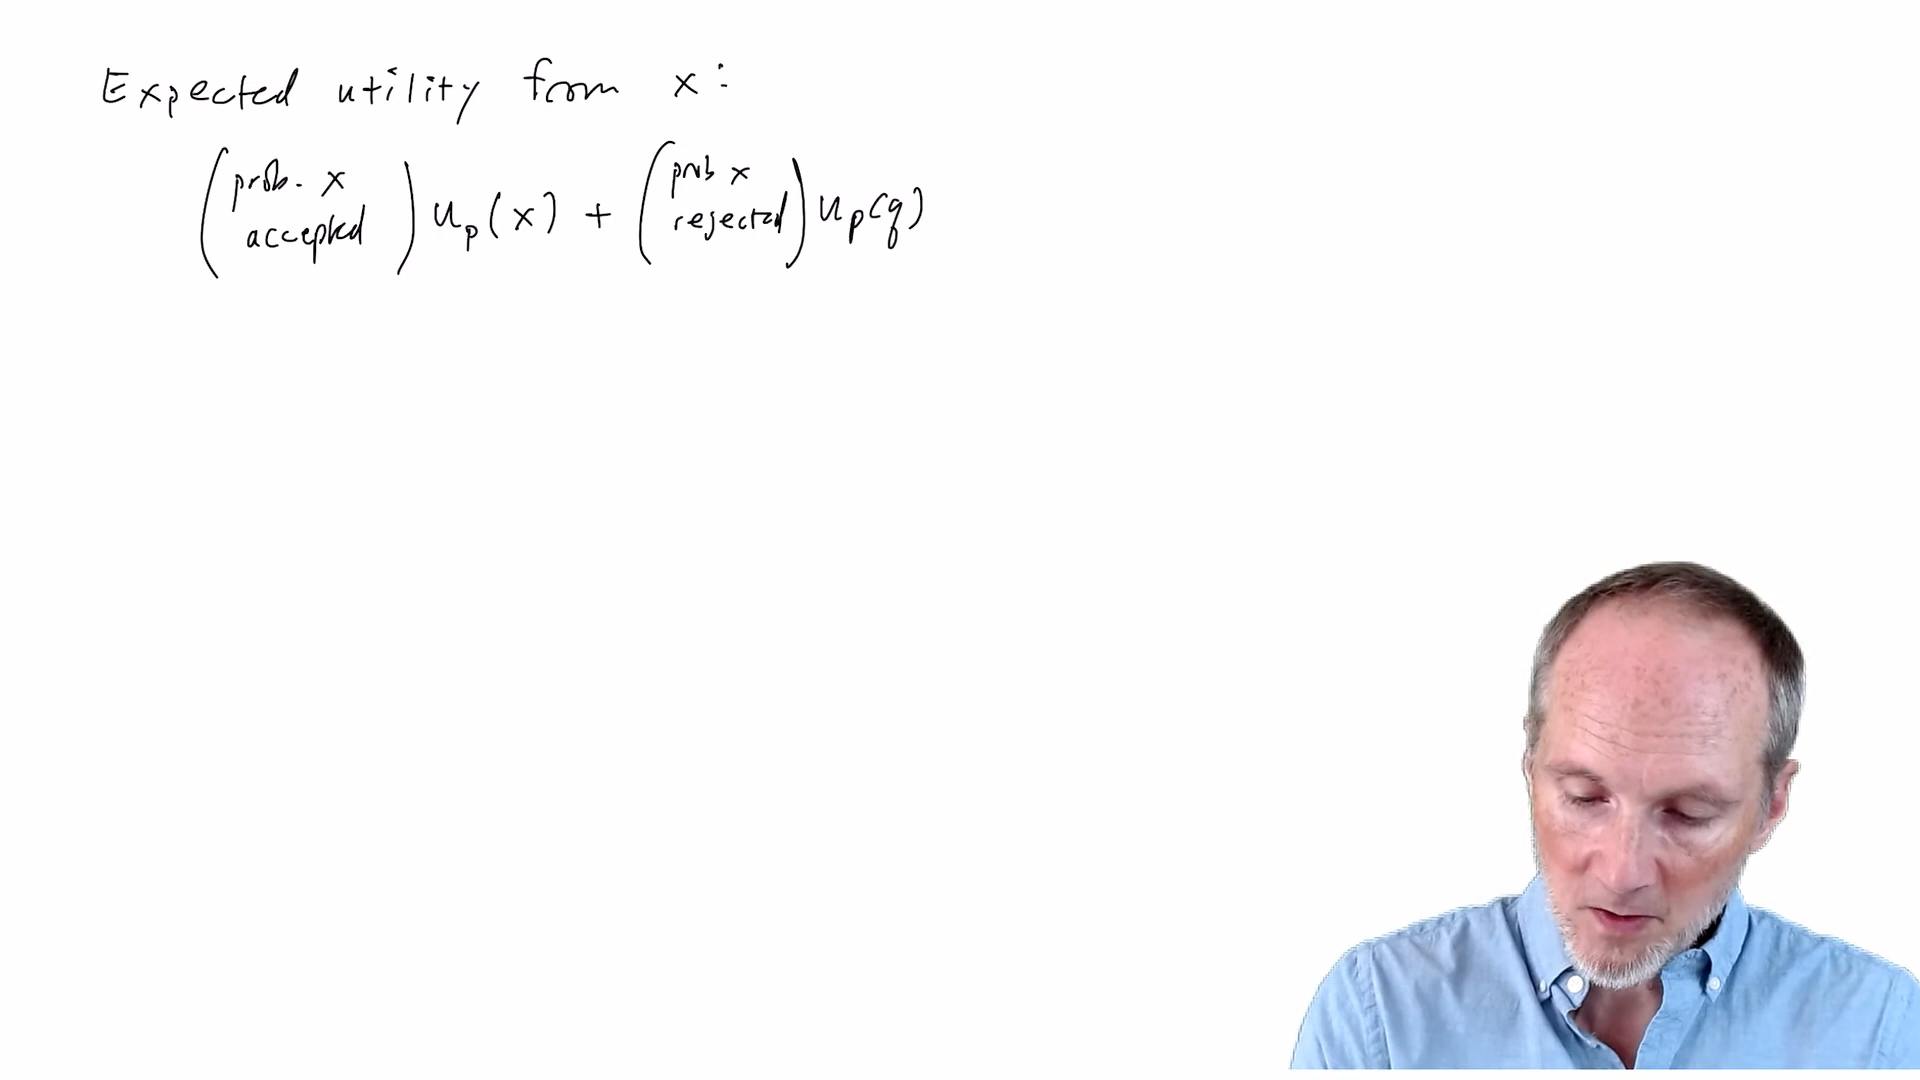 Expected utility from x:
(prob. x accepted) u_p(x) + (prob x rejected) u_p(q)